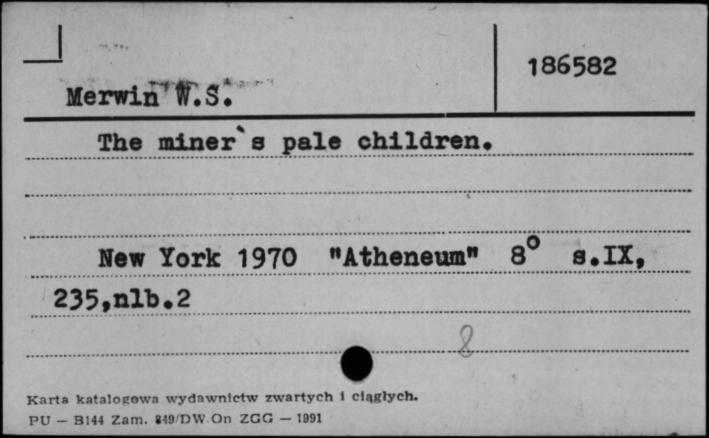 186582
Merwin W.S.
The miner`s pale children.
New York 1970 "Atheneum" 8° s.IX,
235,nlb.2
8
Karta katalogowa wydawnictw zwartych i ciągłych.
PU — B144 Zam. 849/DW.On ZGG — 1991